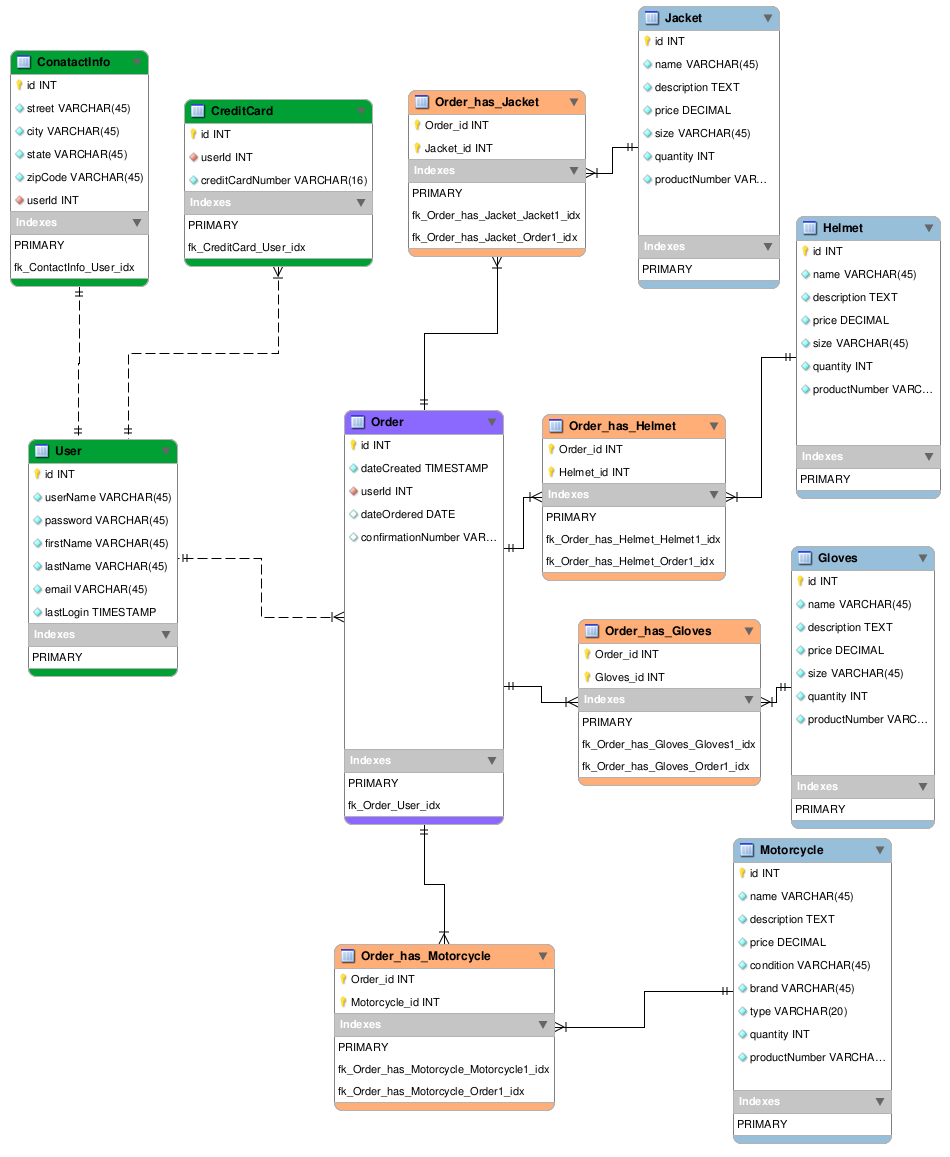 ConatactInfo
id INT
street VARCHAR(45)
city VARCHAR(45)
state VARCHAR(45)
zipCode VARCHAR(45)
userId INT
Indexes
PRIMARY
fk_ContactInfo_User_idx
CreditCard
id INT
userId INT
creditCardNumber VARCHAR(16)
Indexes
PRIMARY
fk_CreditCard_User_idx
Order_has_Jacket
Order_id INT
Jacket_id INT
Indexes
PRIMARY
fk_Order_has_Jacket_Jacket1_idx
fk_Order_has_Jacket_Order1_idx
Jacket
id INT
name VARCHAR(45)
description TEXT
price DECIMAL
size VARCHAR(45)
quantity INT
productNumber VAR...
Indexes
PRIMARY
Helmet
id INT
name VARCHAR(45)
description TEXT
price DECIMAL
size VARCHAR(45)
quantity INT
productNumber VARC...
Indexes
PRIMARY
User
id INT
userName VARCHAR(45)
password VARCHAR(45)
firstName VARCHAR(45)
lastName VARCHAR(45)
email VARCHAR(45)
lastLogin TIMESTAMP
Indexes
PRIMARY
Order
id INT
dateCreated TIMESTAMP
userId INT
dateOrdered DATE
confirmationNumber VAR...
Indexes
PRIMARY
fk_Order_User_idx
Order_has_Helmet
Order_id INT
Helmet_id INT
Indexes
PRIMARY
fk_Order_has_Helmet_Helmet1_idx
fk_Order_has_Helmet_Order1_idx
Order_has_Gloves
Order_id INT
Gloves_id INT
Indexes
PRIMARY
fk_Order_has_Gloves_Gloves1_idx
fk_Order_has_Gloves_Order1_idx
Gloves
id INT
name VARCHAR(45)
description TEXT
price DECIMAL
size VARCHAR(45)
quantity INT
productNumber VARC...
Indexes
PRIMARY
Order_has_Motorcycle
Order_id INT
Motorcycle_id INT
Indexes
PRIMARY
fk_Order_has_Motorcycle_Motorcycle1_idx
fk_Order_has_Motorcycle_Order1_idx
Motorcycle
id INT
name VARCHAR(45)
description TEXT
price DECIMAL
condition VARCHAR(45)
brand VARCHAR(45)
type VARCHAR(20)
quantity INT
productNumber VARCHA...
Indexes
PRIMARY